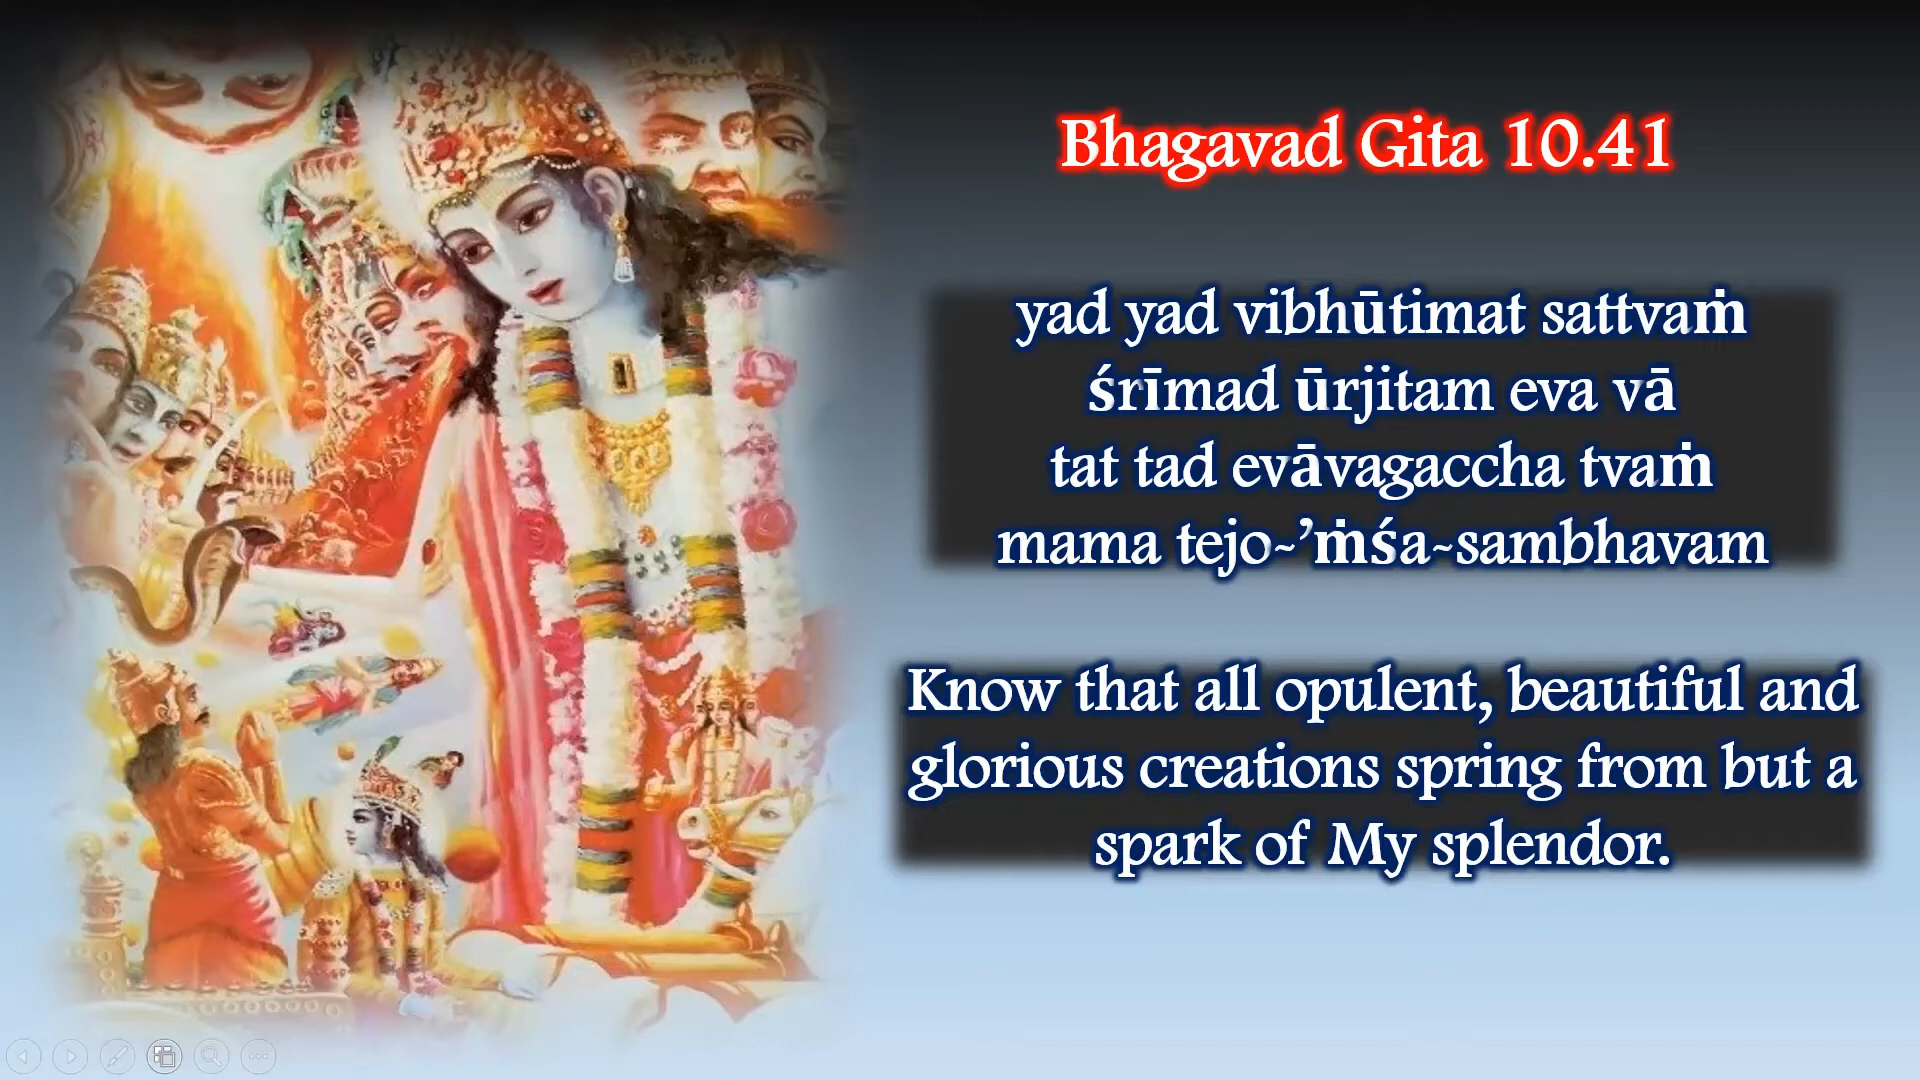 Bhagavad Gita 10.41
yad yad vibhūtimat sattvaṁ
śrīmad ūrjitam eva vā
tat tad evāvagaccha tvaṁ
mama tejo-’ṁśa-sambhavam
Know that all opulent, beautiful and
glorious creations spring from but a
spark of My splendor.